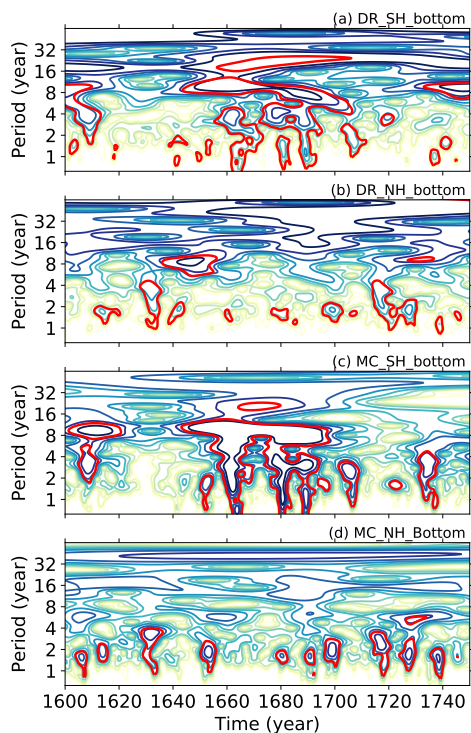 (a) DR_SH_bottom
32
16
8
4
2
1
Period (year)
(b) DR_NH_bottom
32
16
8
4
2
1
Period (year)
(c) MC_SH_bottom
32
16
8
4
2
1
Period (year)
(d) MC_NH_Bottom
32
16
8
4
2
1
Period (year)
1600 1620 1640 1660 1680 1700 1720 1740
Time (year)